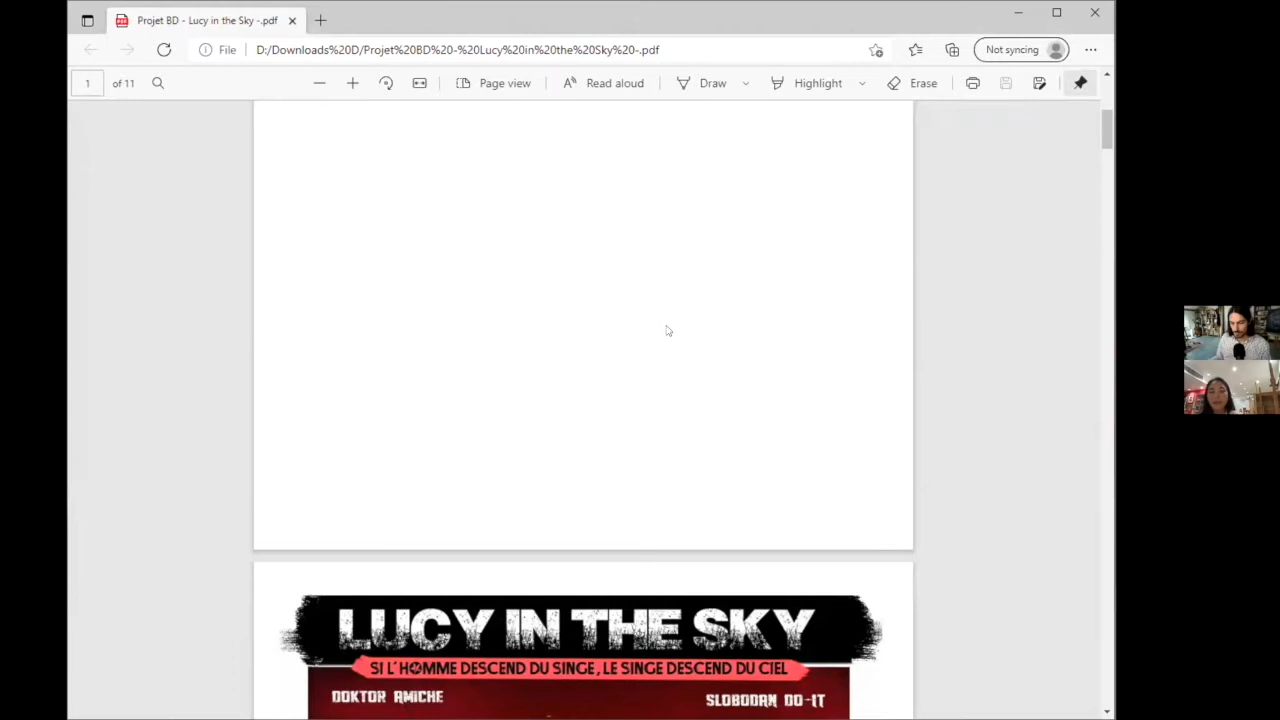 Projet BD - Lucy in the Sky -.pdf
File D:/Downloads%20D/Projet%20BD%20-%20Lucy%20in%20the%20Sky%20-.pdf Not syncing
1 of 11 Page view Read aloud Draw Highlight Erase
LUCY IN THE SKY
SI L'HOMME DESCEND DU SINGE, LE SINGE DESCEND DU CIEL
DOKTOR AMICHE SLOBODAN DO-IT